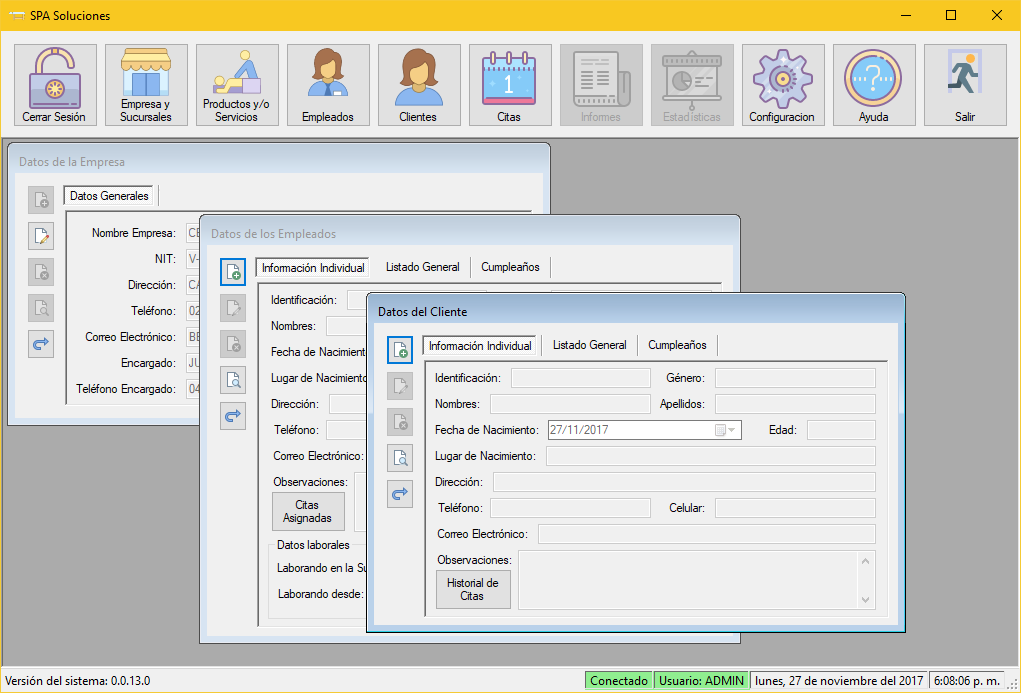 SPA Soluciones
Cerrar Sesión
Empresa y
Sucursales
Productos y/o
Servicios
Empleados
Clientes
1
Citas
Informes
Estadísticas
Configuracion
?
Ayuda
Salir
Datos de la Empresa
Datos Generales
Nombre Empresa:
NIT: V-
Dirección: CA
Teléfono: 02
Correo Electrónico: BE
Encargado: JU
Teléfono Encargado: 04
Datos de los Empleados
Información Individual Listado General Cumpleaños
Identificación:
Nombres:
Fecha de Nacimiento
Lugar de Nacimiento
Dirección:
Teléfono:
Correo Electrónico:
Observaciones:
Citas
Asignadas
Datos laborales
Laborando en la Su
Laborando desde:
Datos del Cliente
Información Individual Listado General Cumpleaños
Identificación: Género:
Nombres: Apellidos:
Fecha de Nacimiento: 27/11/2017 Edad:
Lugar de Nacimiento:
Dirección:
Teléfono: Celular:
Correo Electrónico:
Observaciones:
Historial de
Citas
Versión del sistema: 0.0.13.0 Conectado Usuario: ADMIN lunes, 27 de noviembre del 2017 6:08:06 p. m.